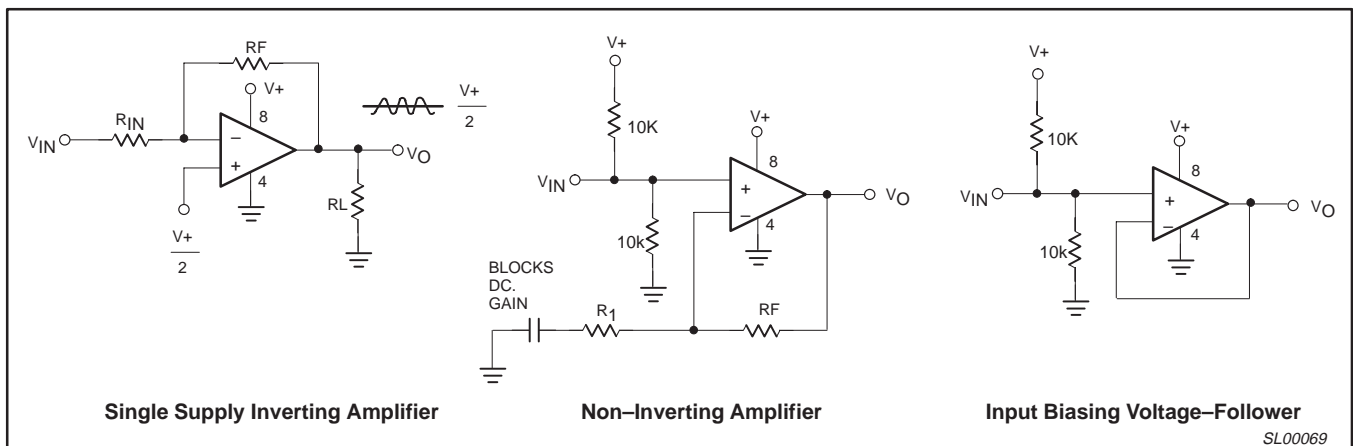 RF
V+
8
V+
2
RIN
VIN
−
+
4
VO
RL
V+
2
V+
10K
V+
8
VIN
+
−
VO
4
10k
BLOCKS
DC.
GAIN
R1
RF
V+
10K
V+
8
VIN
+
−
VO
4
10k
Single Supply Inverting Amplifier
Non–Inverting Amplifier
Input Biasing Voltage–Follower
SL00069